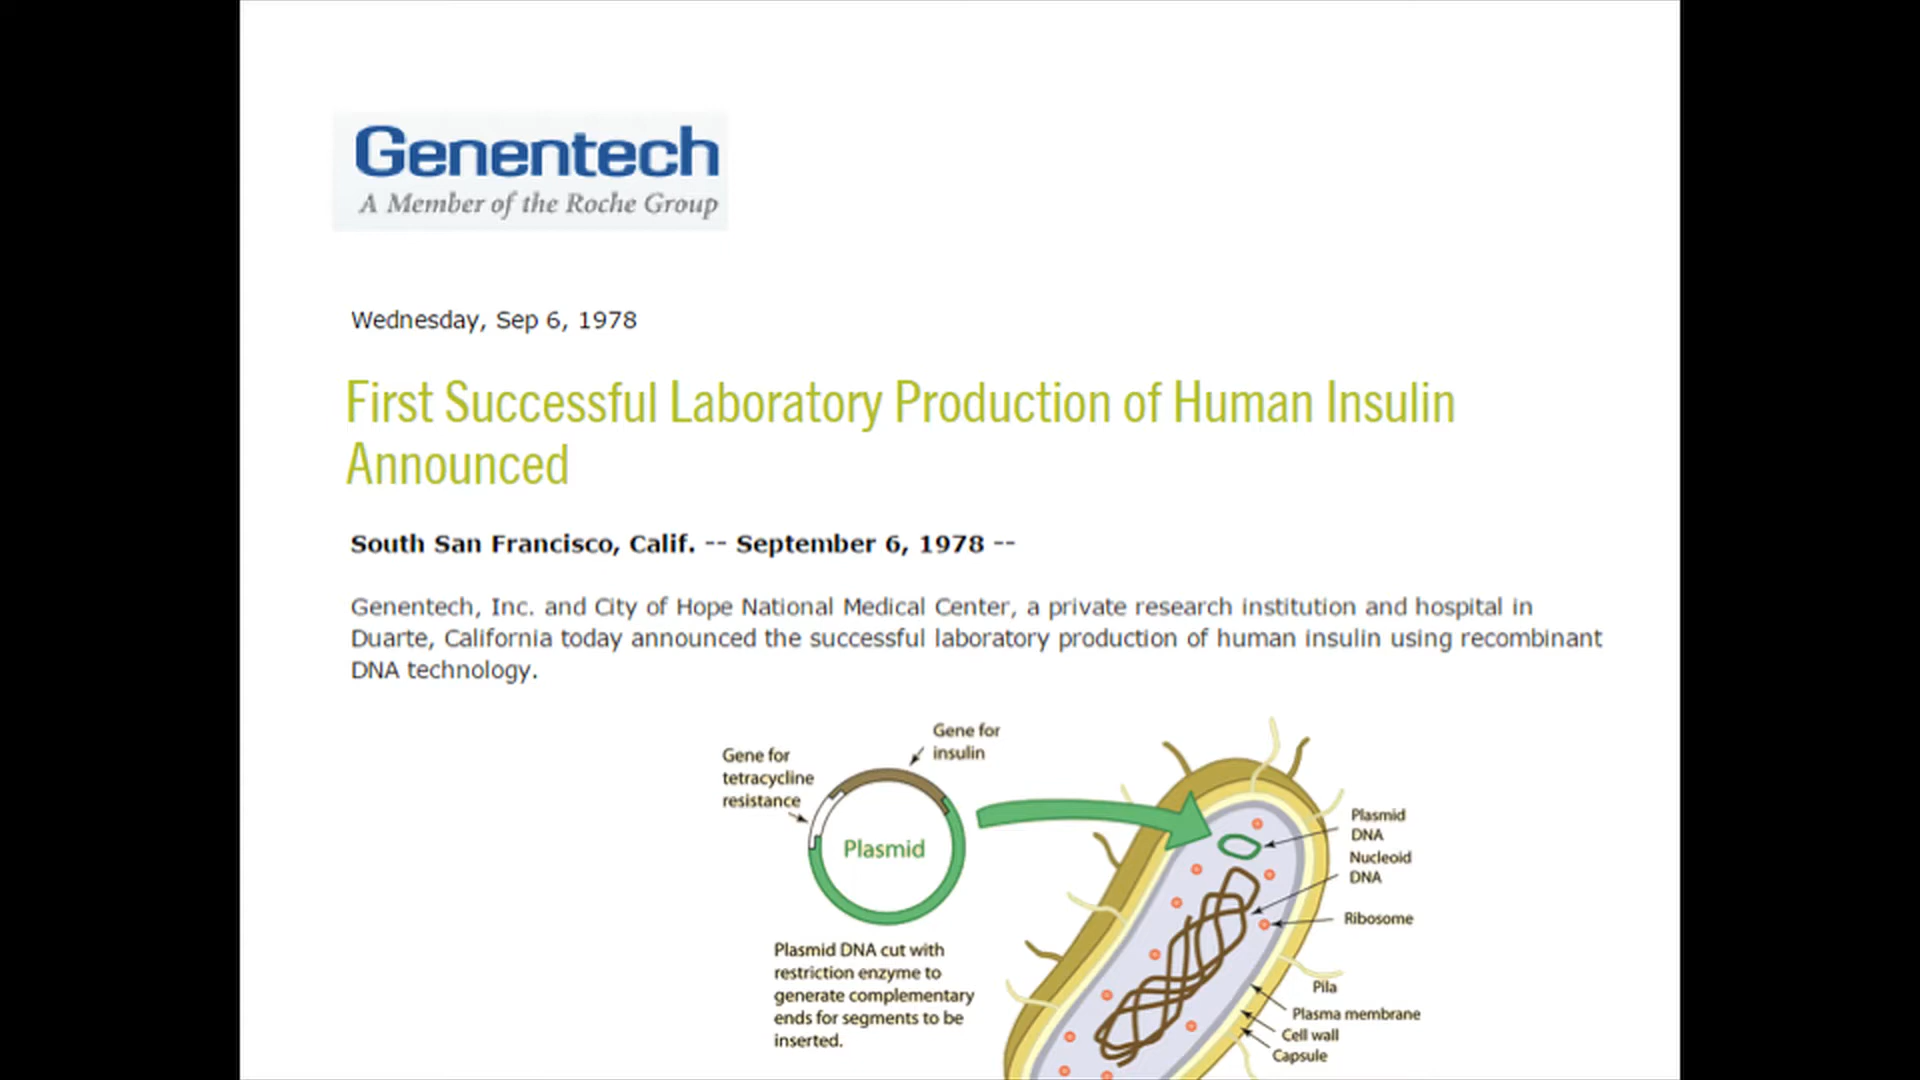 Genentech
A Member of the Roche Group
Wednesday, Sep 6, 1978
First Successful Laboratory Production of Human Insulin
Announced
South San Francisco, Calif. -- September 6, 1978 --
Genentech, Inc. and City of Hope National Medical Center, a private research institution and hospital in
Duarte, California today announced the successful laboratory production of human insulin using recombinant
DNA technology.
Gene for
insulin
Gene for
tetracycline
resistance
Plasmid
Plasmid DNA cut with
restriction enzyme to
generate complementary
ends for segments to be
inserted.
Plasmid
DNA
Nucleoid
DNA
Ribosome
Pila
Plasma membrane
Cell wall
Capsule